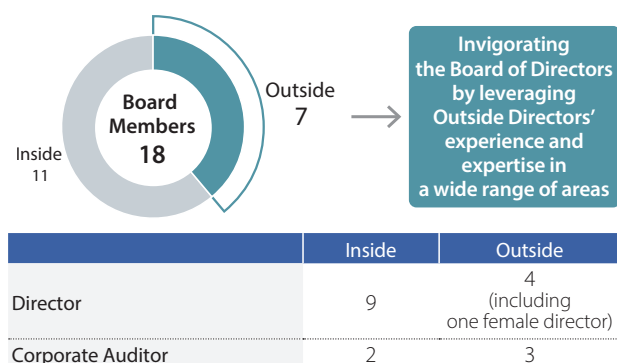 Board
Members
18
Outside
7
Inside
11
Invigorating
the Board of Directors
by leveraging
Outside Directors’
experience and
expertise in
a wide range of areas
Inside Outside
Director 9 4
(including
one female director)
Corporate Auditor 2 3